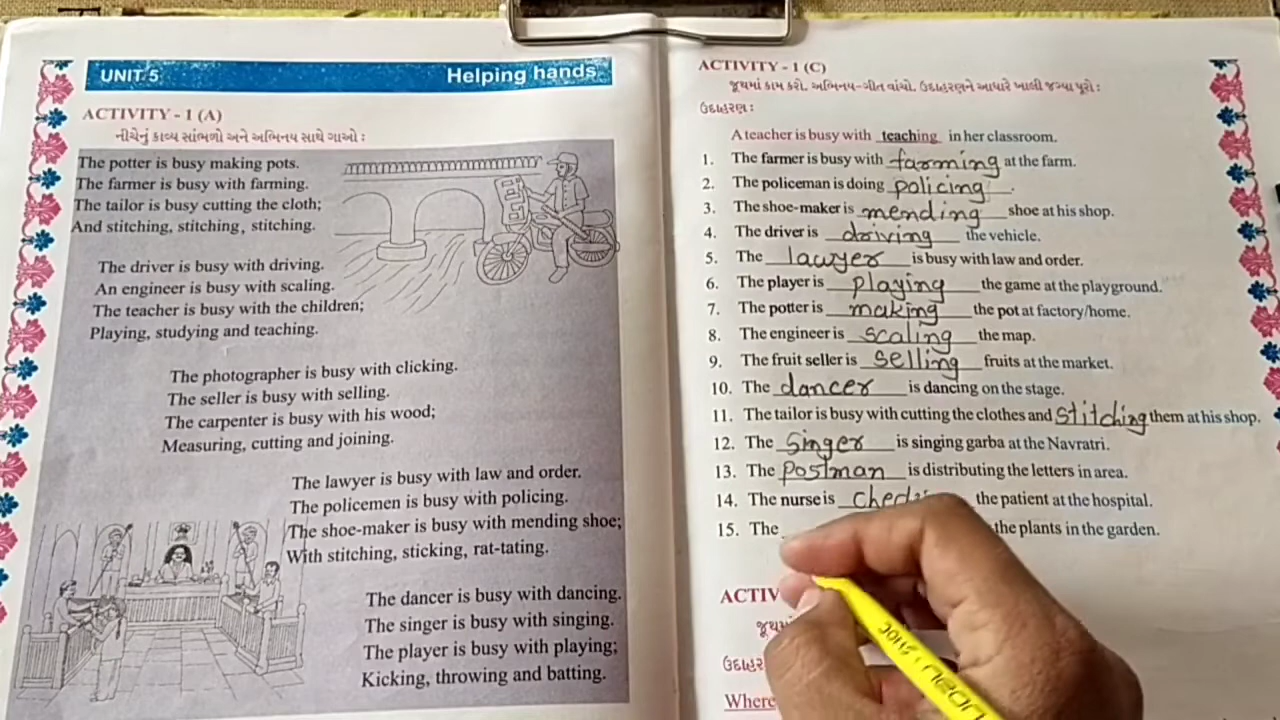 UNIT 5 Helping hands
ACTIVITY - 1 (A)
નીચેનું કાવ્ય સાંભળો અને અભિનય સાથે ગાઓ :
The potter is busy making pots.
The farmer is busy with farming.
The tailor is busy cutting the cloth;
And stitching, stitching, stitching.
The driver is busy with driving.
An engineer is busy with scaling.
The teacher is busy with the children;
Playing, studying and teaching.
The photographer is busy with clicking.
The seller is busy with selling.
The carpenter is busy with his wood;
Measuring, cutting and joining.
The lawyer is busy with law and order.
The policemen is busy with policing.
The shoe-maker is busy with mending shoe;
With stitching, sticking, rat-tating.
The dancer is busy with dancing.
The singer is busy with singing.
The player is busy with playing;
Kicking, throwing and batting.
ACTIVITY - 1 (C)
જૂથમાં કામ કરો. અભિનય-ગીત વાંચો. ઉદાહરણને આધારે ખાલી જગ્યા પૂરો :
ઉદાહરણ :
A teacher is busy with teaching in her classroom.
1. The farmer is busy with farming at the farm.
2. The policeman is doing policing.
3. The shoe-maker is mending shoe at his shop.
4. The driver is driving the vehicle.
5. The lawyer is busy with law and order.
6. The player is playing the game at the playground.
7. The potter is making the pot at factory/home.
8. The engineer is scaling the map.
9. The fruit seller is selling fruits at the market.
10. The dancer is dancing on the stage.
11. The tailor is busy with cutting the clothes and stitching them at his shop.
12. The singer is singing garba at the Navratri.
13. The postman is distributing the letters in area.
14. The nurse is the patient at the hospital.
15. The the plants in the garden.
Where
neon